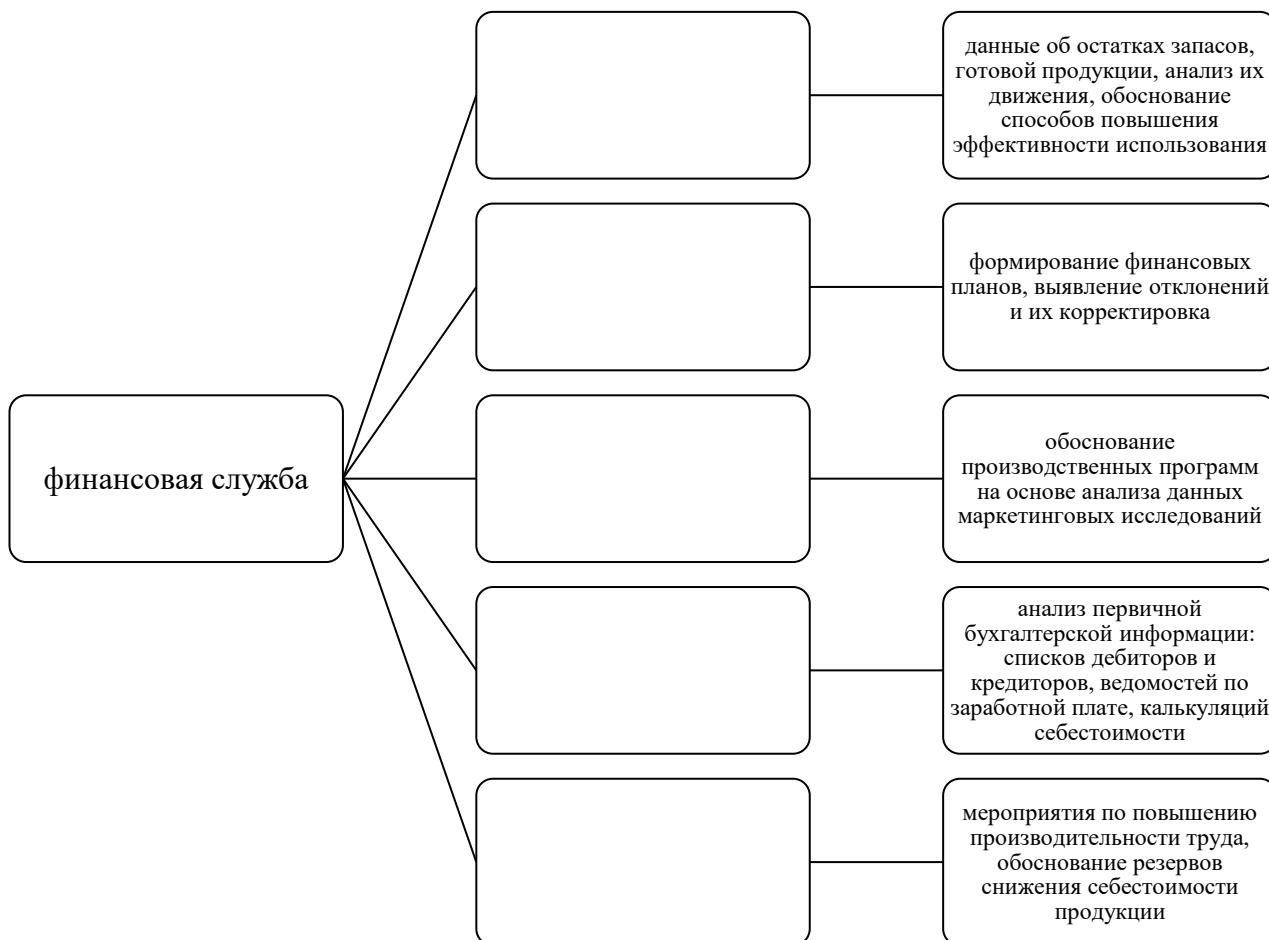 данные об остатках запасов,
готовой продукции, анализ их
движения, обоснование
способов повышения
эффективности использования
формирование финансовых
планов, выявление отклонений
и их корректировка
финансовая служба
обоснование
производственных программ
на основе анализа данных
маркетинговых исследований
анализ первичной
бухгалтерской информации:
списков дебиторов и
кредиторов, ведомостей по
заработной плате, калькуляций
себестоимости
мероприятия по повышению
производительности труда,
обоснование резервов
снижения себестоимости
продукции